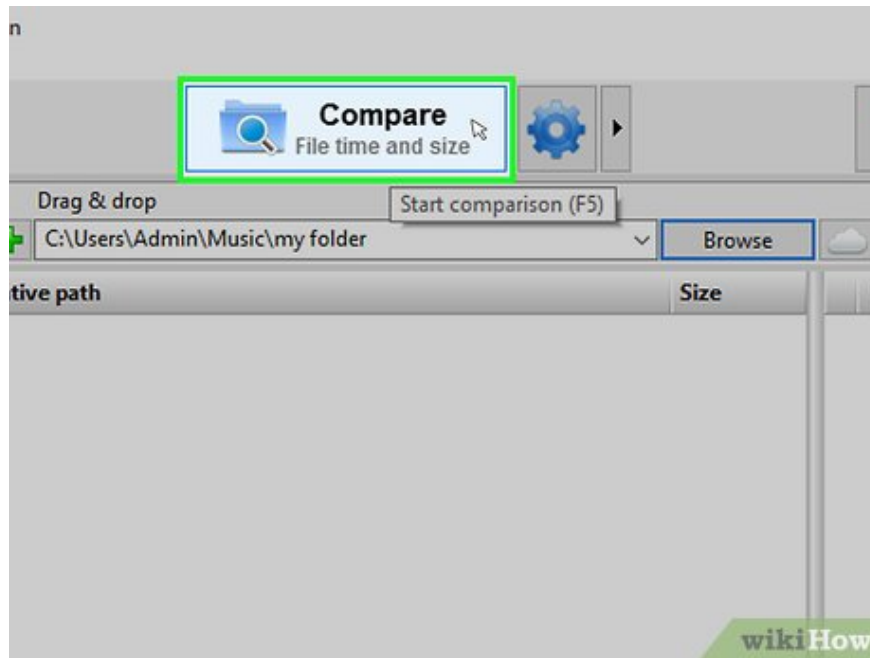 n
Compare
File time and size
Start comparison (F5)
Drag & drop
C:\Users\Admin\Music\my folder
Browse
tive path
Size
wikiHow